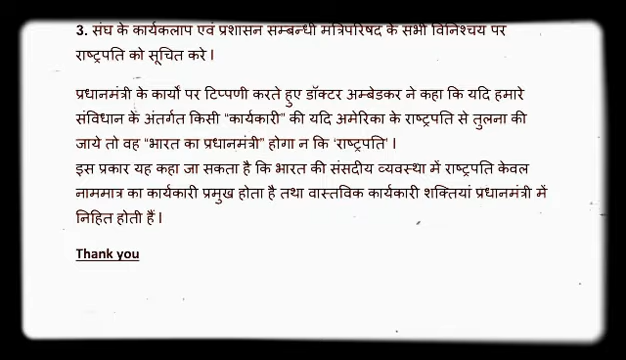 3. संघ के कार्यकलाप एवं प्रशासन सम्बन्धी मत्रिपरिषद के सभी विनिश्चय पर
राष्ट्रपति को सूचित करे।
प्रधानमंत्री के कार्यो पर टिप्पणी करते हुए डॉक्टर अम्बेडकर ने कहा कि यदि हमारे
संविधान के अंतर्गत किसी “कार्यकारी” की यदि अमेरिका के राष्ट्रपति से तुलना की
जाये तो वह “भारत का प्रधानमंत्री” होगा न कि ‘राष्ट्रपति’।
इस प्रकार यह कहा जा सकता है कि भारत की संसदीय व्यवस्था में राष्ट्रपति केवल
नाममात्र का कार्यकारी प्रमुख होता है तथा वास्तविक कार्यकारी शक्तियां प्रधानमंत्री में
निहित होती हैं।
Thank you